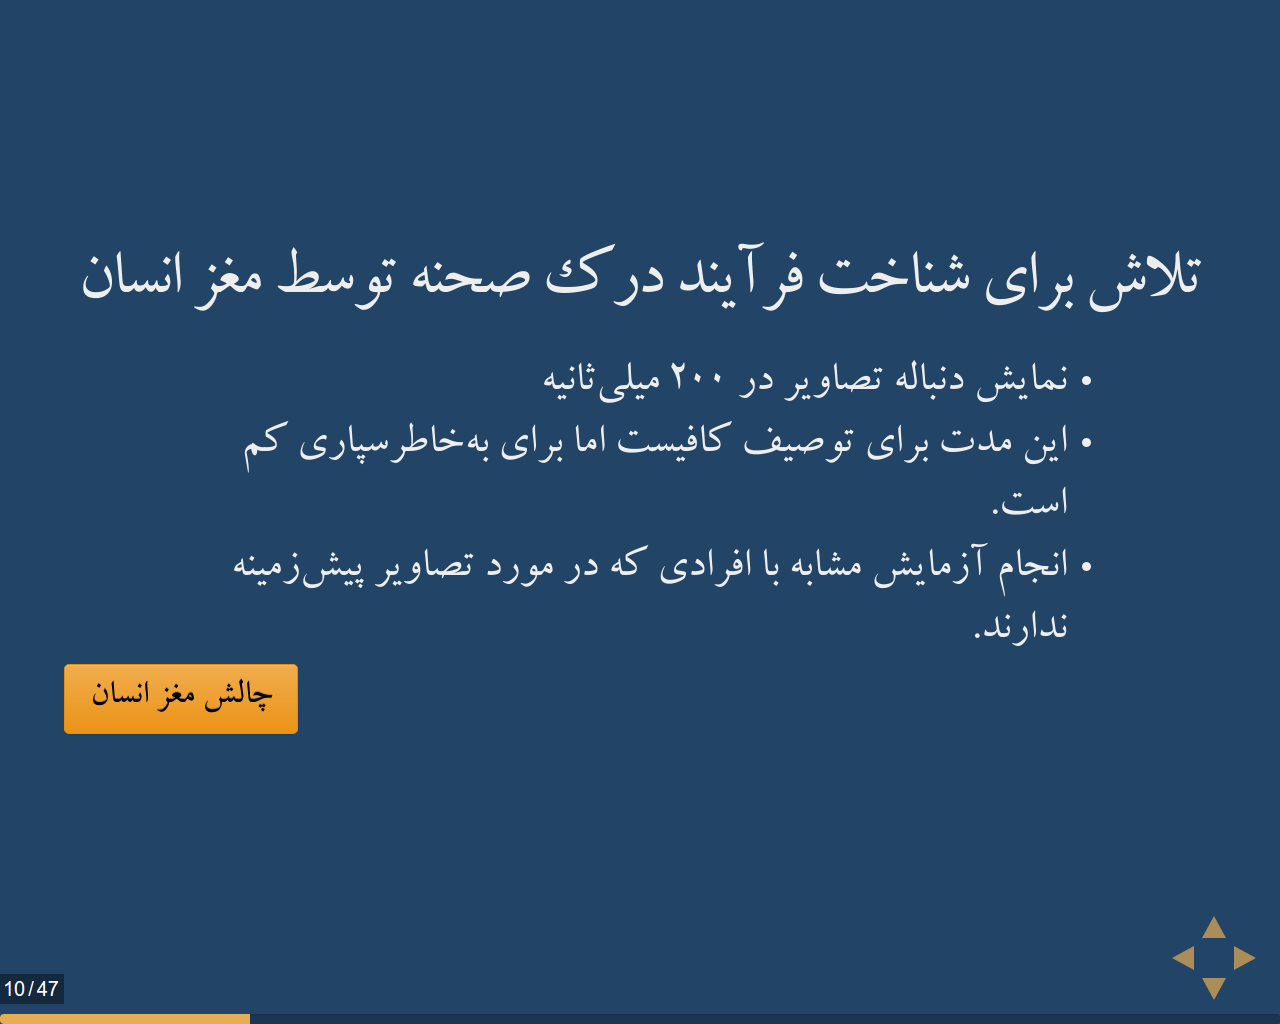 تلاش برای شناخت فرآیند درک صحنه توسط مغز انسان
• نمایش دنباله تصاویر در ۲۰۰ میلی‌ثانیه
• این مدت برای توصیف کافیست اما برای به‌خاطرسپاری کم
است.
• انجام آزمایش مشابه با افرادی که در مورد تصاویر پیش‌زمینه
ندارند.
چالش مغز انسان
10/47